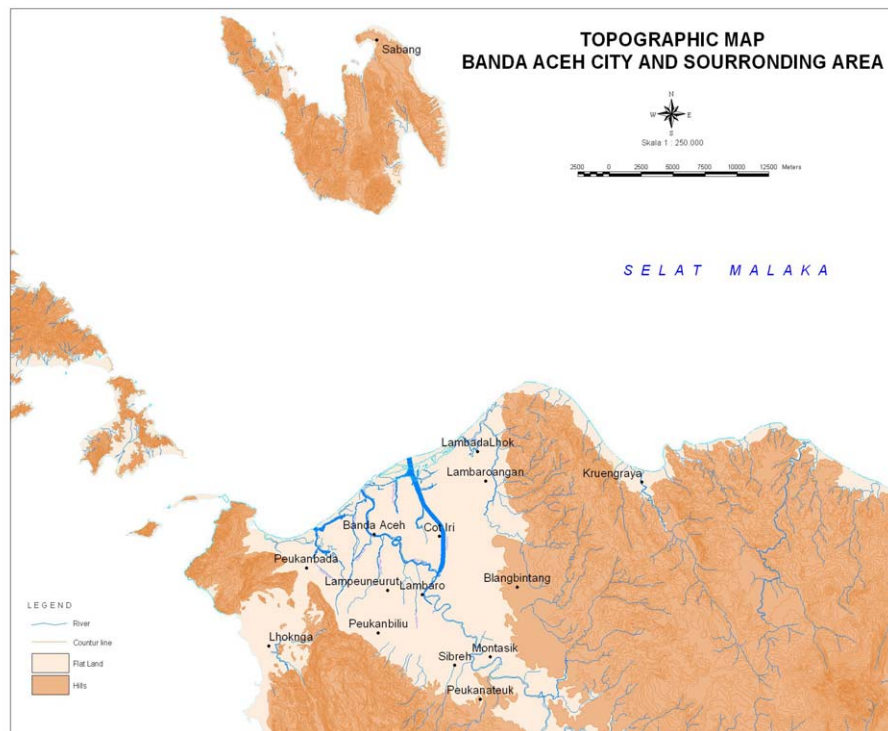 TOPOGRAPHIC MAP
BANDA ACEH CITY AND SOURRONDING AREA
Sabang
N
W E
S
Skala 1 : 250.000
2500 0 2500 5000 7500 10000 12500 Meters
SELAT MALAKA
LambadaLhok
Lambaroangan
Kruengraya
Banda Aceh
Cot Iri
Peukanbada
Lampeuneurut
Lambaro
Blangbintang
Peukanbiliu
Lhoknga
Montasik
Sibreh
Peukanateuk
LEGEND
River
Countur line
Flat Land
Hills